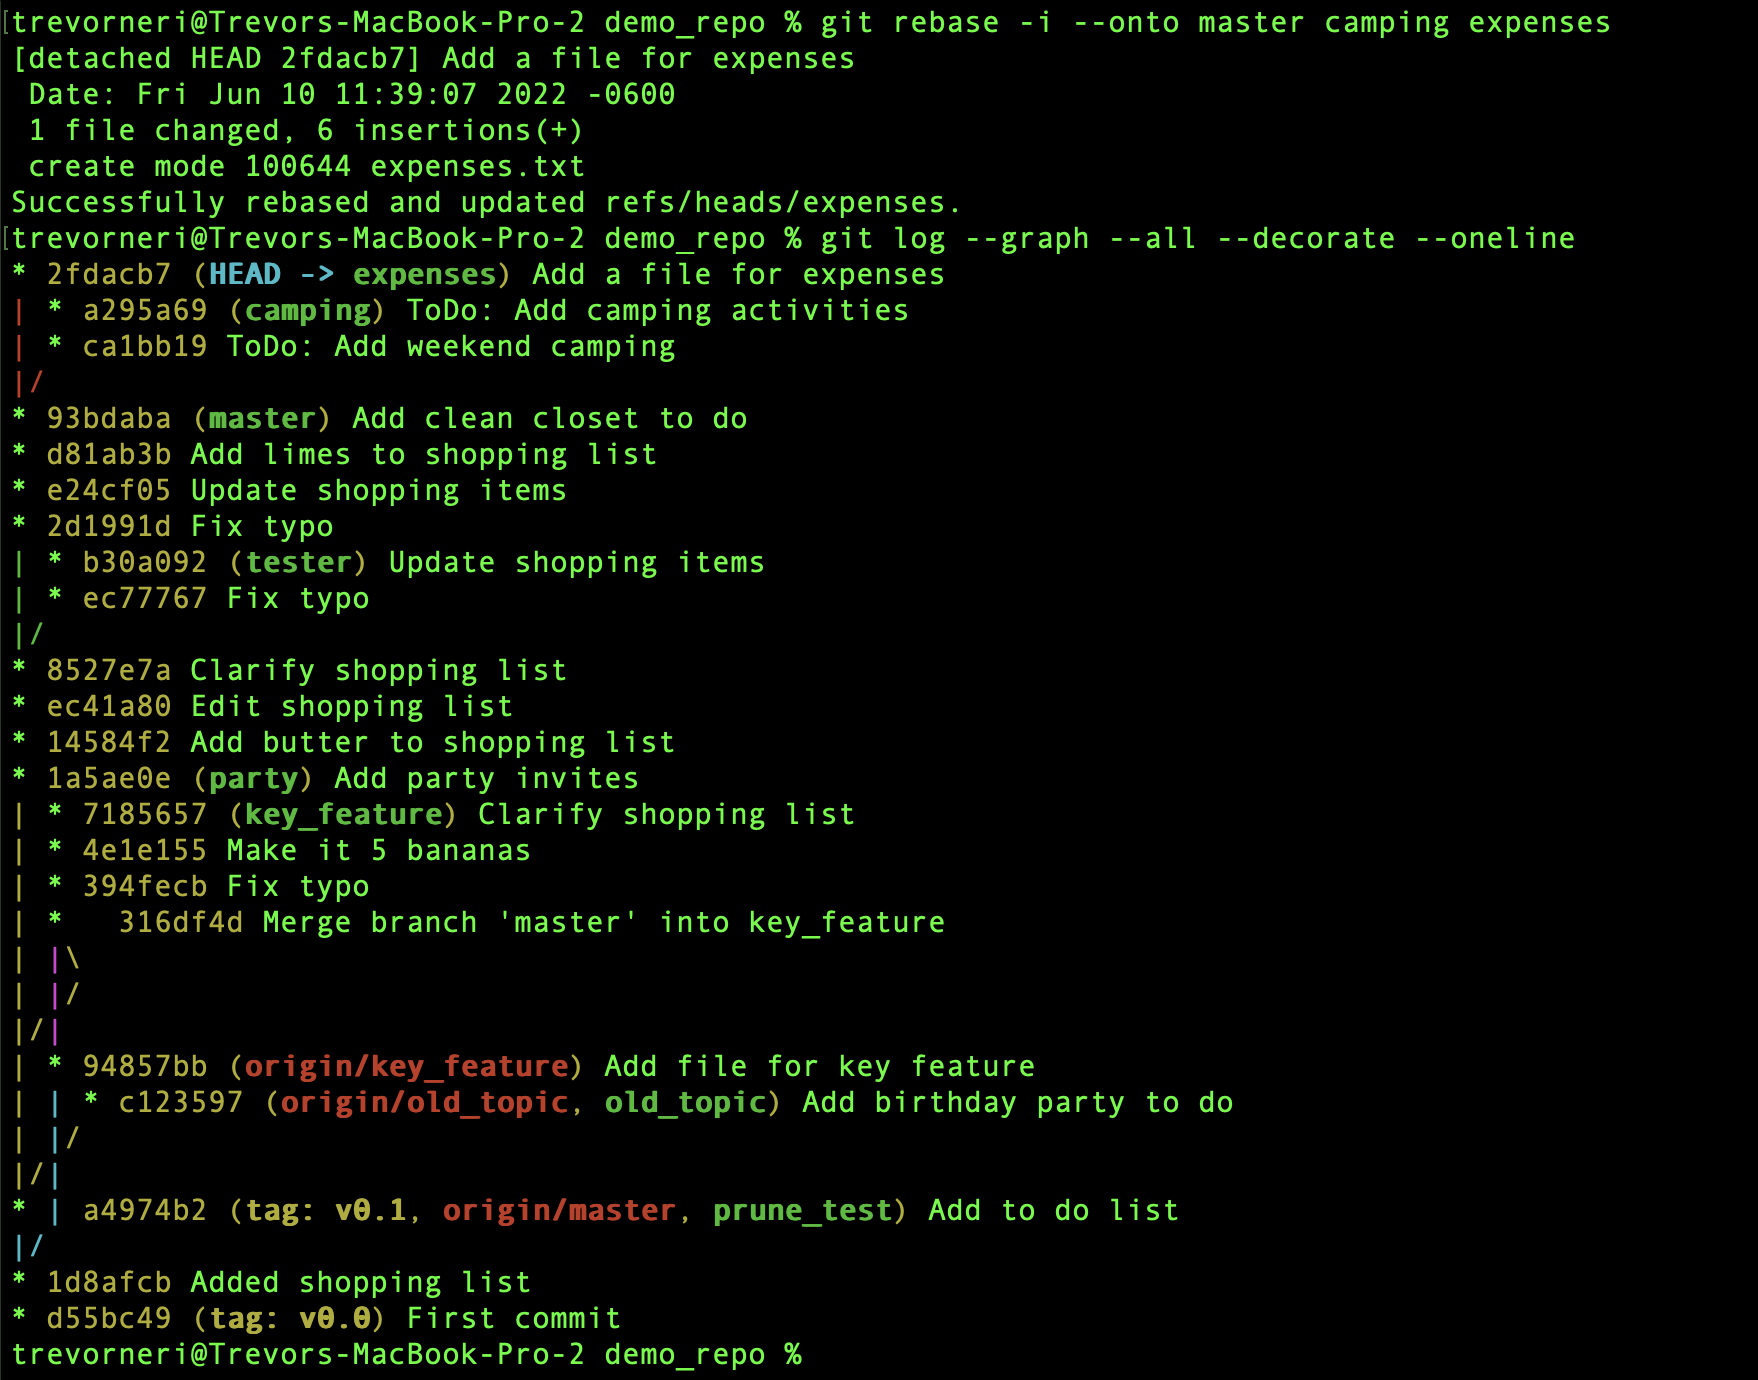 [trevorneri@Trevors-MacBook-Pro-2 demo_repo % git rebase -i --onto master camping expenses
[detached HEAD 2fdacb7] Add a file for expenses
 Date: Fri Jun 10 11:39:07 2022 -0600
 1 file changed, 6 insertions(+)
 create mode 100644 expenses.txt
Successfully rebased and updated refs/heads/expenses.
[trevorneri@Trevors-MacBook-Pro-2 demo_repo % git log --graph --all --decorate --oneline
* 2fdacb7 (HEAD -> expenses) Add a file for expenses
| * a295a69 (camping) ToDo: Add camping activities
| * ca1bb19 ToDo: Add weekend camping
|/
* 93bdaba (master) Add clean closet to do
* d81ab3b Add limes to shopping list
* e24cf05 Update shopping items
* 2d1991d Fix typo
| * b30a092 (tester) Update shopping items
| * ec77767 Fix typo
|/
* 8527e7a Clarify shopping list
* ec41a80 Edit shopping list
* 14584f2 Add butter to shopping list
* 1a5ae0e (party) Add party invites
| * 7185657 (key_feature) Clarify shopping list
| * 4e1e155 Make it 5 bananas
| * 394fecb Fix typo
| *   316df4d Merge branch 'master' into key_feature
| |\
| |/
|/|
| * 94857bb (origin/key_feature) Add file for key feature
| | * c123597 (origin/old_topic, old_topic) Add birthday party to do
| |/
|/|
* | a4974b2 (tag: v0.1, origin/master, prune_test) Add to do list
|/
* 1d8afcb Added shopping list
* d55bc49 (tag: v0.0) First commit
trevorneri@Trevors-MacBook-Pro-2 demo_repo %